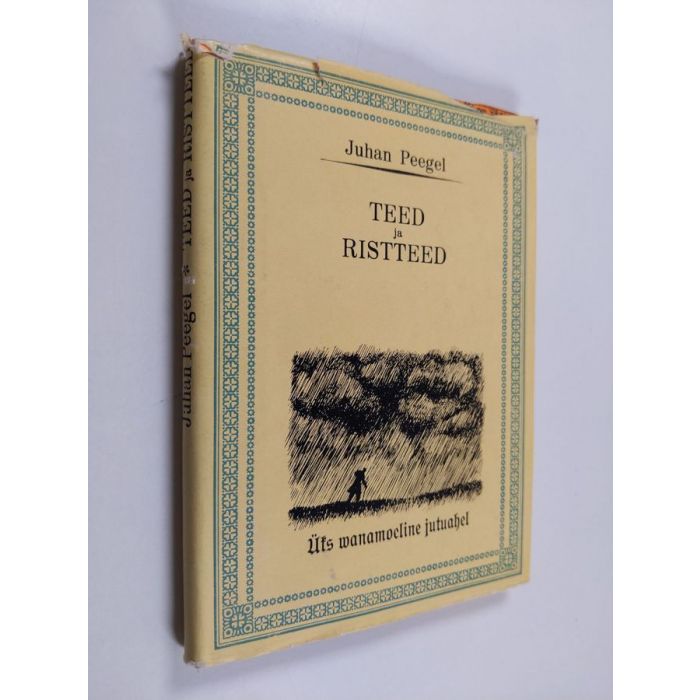 Juhan Peegel
TEED
ja
RISTTEED
Üks wanamoeline jutuahel
Juhan Peegel * TEED ja RISTTEED